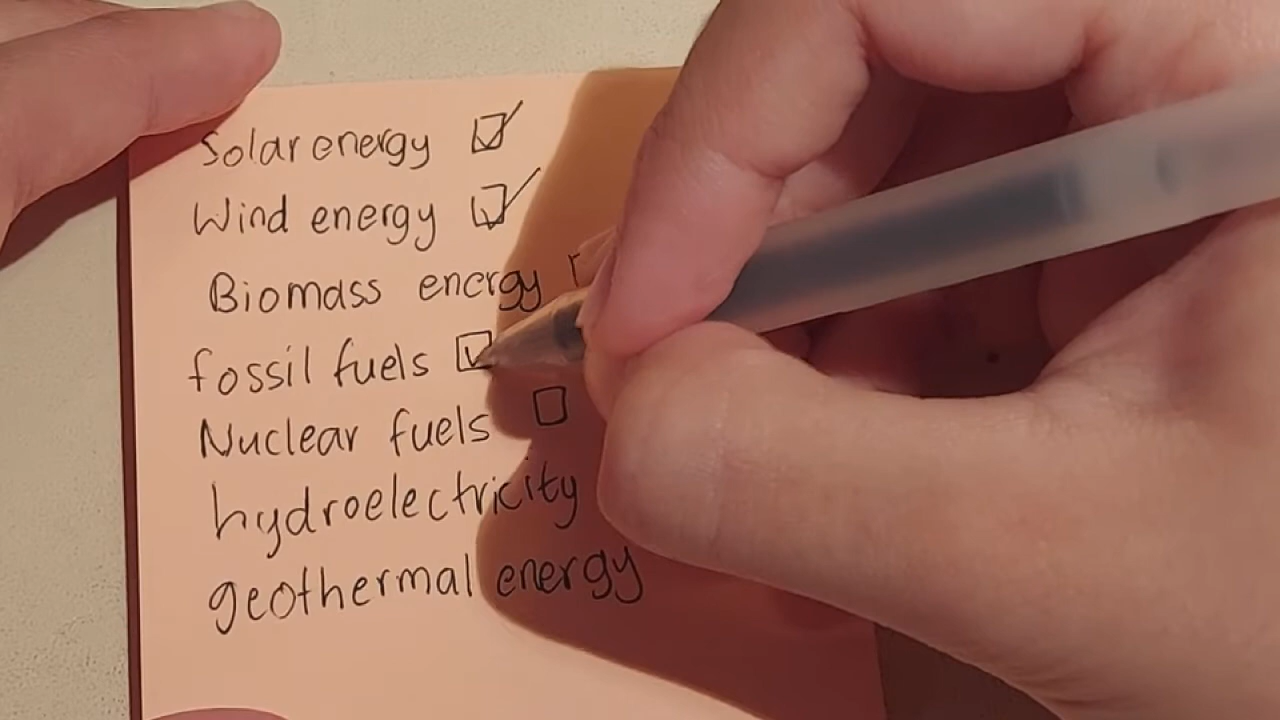 Solar energy
Wind energy
Biomass energy
fossil fuels
Nuclear fuels
hydroelectricity
geothermal energy